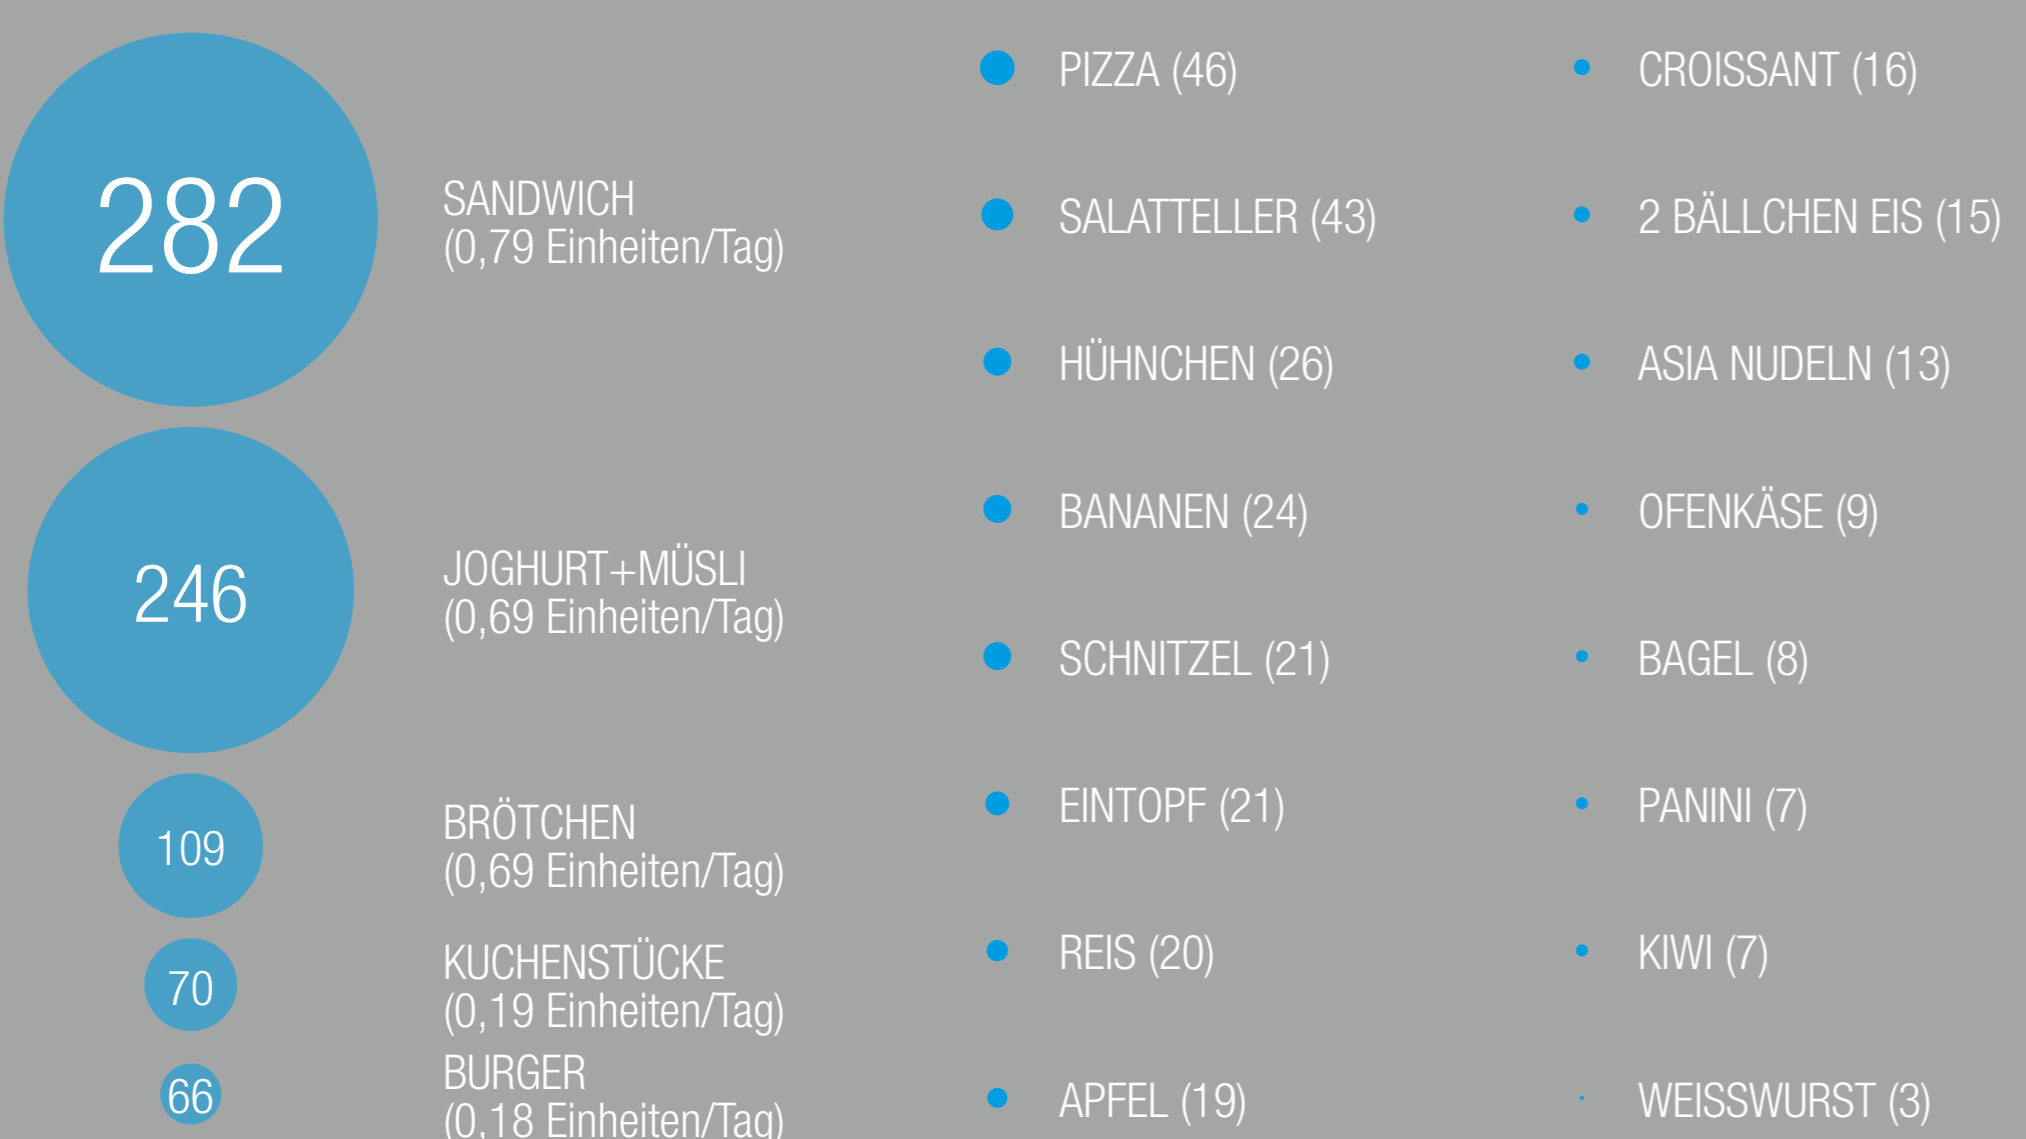 282
SANDWICH
(0,79 Einheiten/Tag)
246
JOGHURT+MÜSLI
(0,69 Einheiten/Tag)
109
BRÖTCHEN
(0,69 Einheiten/Tag)
70
KUCHENSTÜCKE
(0,19 Einheiten/Tag)
66
BURGER
(0,18 Einheiten/Tag)
PIZZA (46)
SALATTELLER (43)
HÜHNCHEN (26)
BANANEN (24)
SCHNITZEL (21)
EINTOPF (21)
REIS (20)
APFEL (19)
CROISSANT (16)
2 BÄLLCHEN EIS (15)
ASIA NUDELN (13)
OFENKÄSE (9)
BAGEL (8)
PANINI (7)
KIWI (7)
WEISSWURST (3)